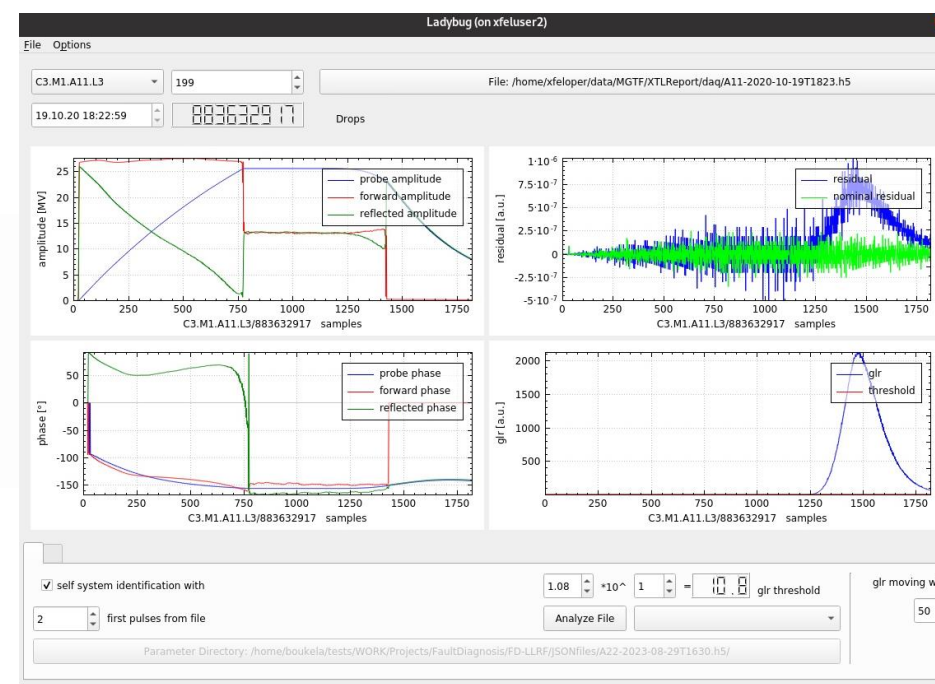 Ladybug (on xfeluser2)
File Options
C3.M1.A11.L3 199 File: /home/xfeloper/data/MGTF/XTLReport/daq/A11-2020-10-19T1823.h5
19.10.20 18:22:59 883632917 Drops
amplitude [MV]
25
20
15
10
5
0
probe amplitude
forward amplitude
reflected amplitude
0 250 500 750 1000 1250 1500 1750
C3.M1.A11.L3/883632917 samples
residual [a.u.]
1·10-6
7.5·10-7
5·10-7
2.5·10-7
0
-2.5·10-7
-5·10-7
residual
nominal residual
0 250 500 750 1000 1250 1500 1750
C3.M1.A11.L3/883632917 samples
phase [°]
50
0
-50
-100
-150
probe phase
forward phase
reflected phase
0 250 500 750 1000 1250 1500 1750
C3.M1.A11.L3/883632917 samples
glr [a.u.]
2000
1500
1000
500
glr
threshold
0 250 500 750 1000 1250 1500 1750
C3.M1.A11.L3/883632917 samples
self system identification with 1.08 *10^ 1 = 10.8 glr threshold glr moving w
2 first pulses from file Analyze File 50
Parameter Directory: /home/boukela/tests/WORK/Projects/FaultDiagnosis/FD-LLRF/JSONfiles/A22-2023-08-29T1630.h5/